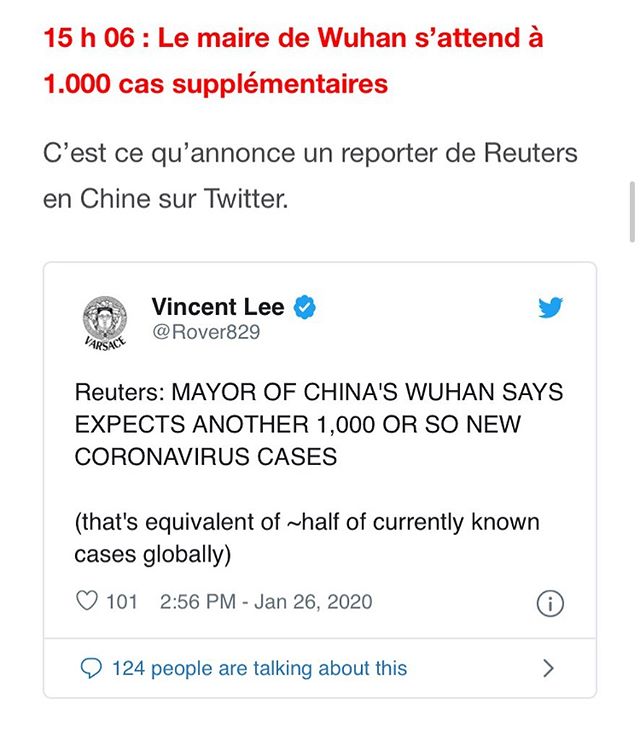 15 h 06 : Le maire de Wuhan s’attend à
1.000 cas supplémentaires
C’est ce qu’annonce un reporter de Reuters
en Chine sur Twitter.
Vincent Lee
@Rover829
VARSACE
Reuters: MAYOR OF CHINA'S WUHAN SAYS
EXPECTS ANOTHER 1,000 OR SO NEW
CORONAVIRUS CASES
(that's equivalent of ~half of currently known
cases globally)
101 2:56 PM - Jan 26, 2020
124 people are talking about this